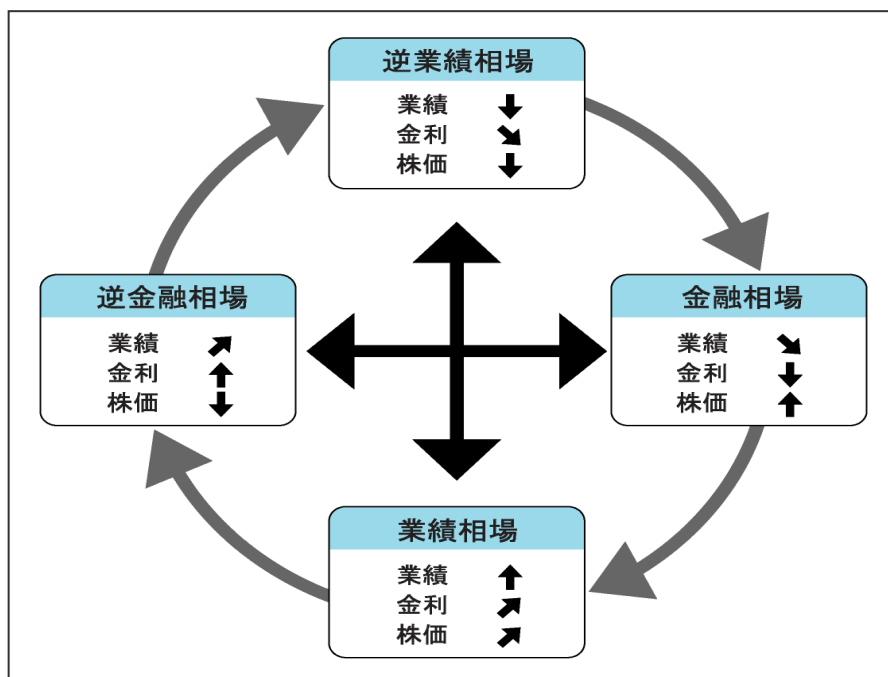 逆業績相場
業績 ↓
金利 ↘
株価 ↓
逆金融相場
業績 ↗
金利 ↑
株価 ↓
金融相場
業績 ↘
金利 ↓
株価 ↑
業績相場
業績 ↑
金利 ↗
株価 ↗